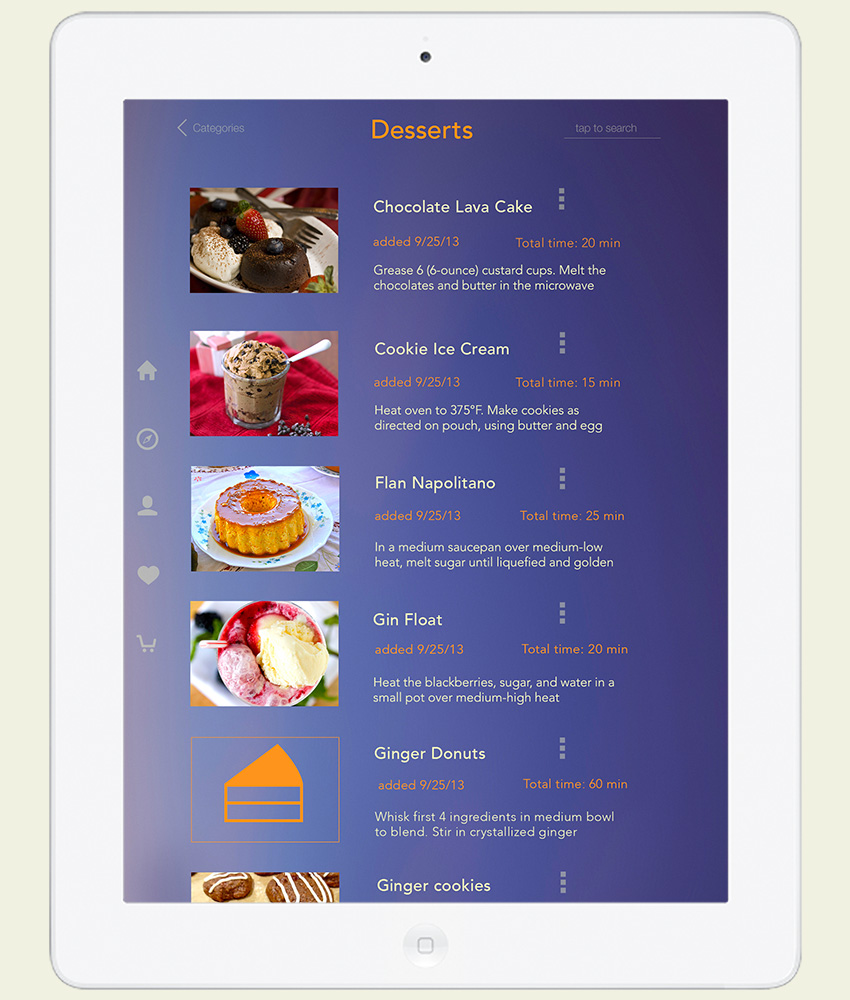 Categories
Desserts
tap to search
Chocolate Lava Cake
added 9/25/13
Total time: 20 min
Grease 6 (6-ounce) custard cups. Melt the
chocolates and butter in the microwave
Cookie Ice Cream
added 9/25/13
Total time: 15 min
Heat oven to 375°F. Make cookies as
directed on pouch, using butter and egg
Flan Napolitano
added 9/25/13
Total time: 25 min
In a medium saucepan over medium-low
heat, melt sugar until liquefied and golden
Gin Float
added 9/25/13
Total time: 20 min
Heat the blackberries, sugar, and water in a
small pot over medium-high heat
Ginger Donuts
added 9/25/13
Total time: 60 min
Whisk first 4 ingredients in medium bowl
to blend. Stir in crystallized ginger
Ginger cookies